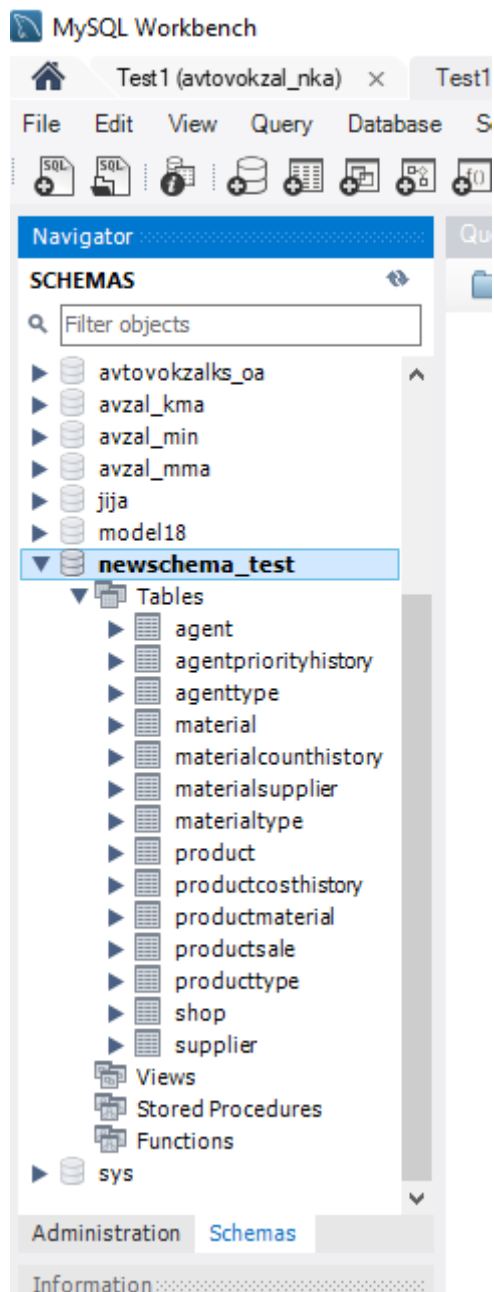 MySQL Workbench
Test1 (avtovokzal_nka) × Test1
File Edit View Query Database
Navigator
SCHEMAS
Filter objects
avtovokzalks_oa
avzal_kma
avzal_min
avzal_mma
jija
model18
newschema_test
Tables
agent
agentpriorityhistory
agenttype
material
materialcounthistory
materialsupplier
materialtype
product
productcosthistory
productmaterial
productsale
producttype
shop
supplier
Views
Stored Procedures
Functions
sys
Administration Schemas
Information